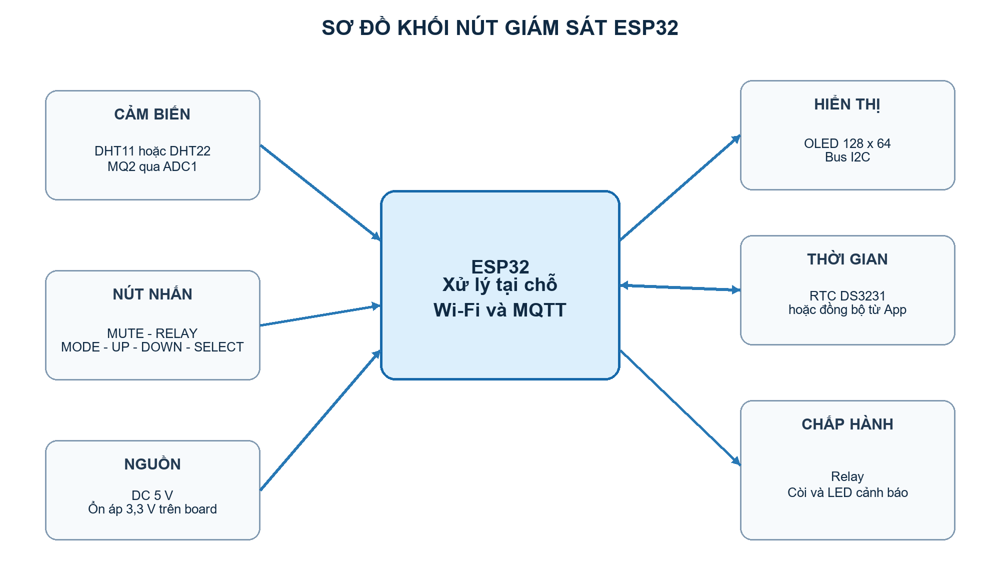 SƠ ĐỒ KHỐI NÚT GIÁM SÁT ESP32
CẢM BIẾN
DHT11 hoặc DHT22
MQ2 qua ADC1
NÚT NHẤN
MUTE - RELAY
MODE - UP - DOWN - SELECT
NGUỒN
DC 5 V
Ổn áp 3,3 V trên board
ESP32
Xử lý tại chỗ
Wi-Fi và MQTT
HIỂN THỊ
OLED 128 x 64
Bus I2C
THỜI GIAN
RTC DS3231
hoặc đồng bộ từ App
CHẤP HÀNH
Relay
Còi và LED cảnh báo